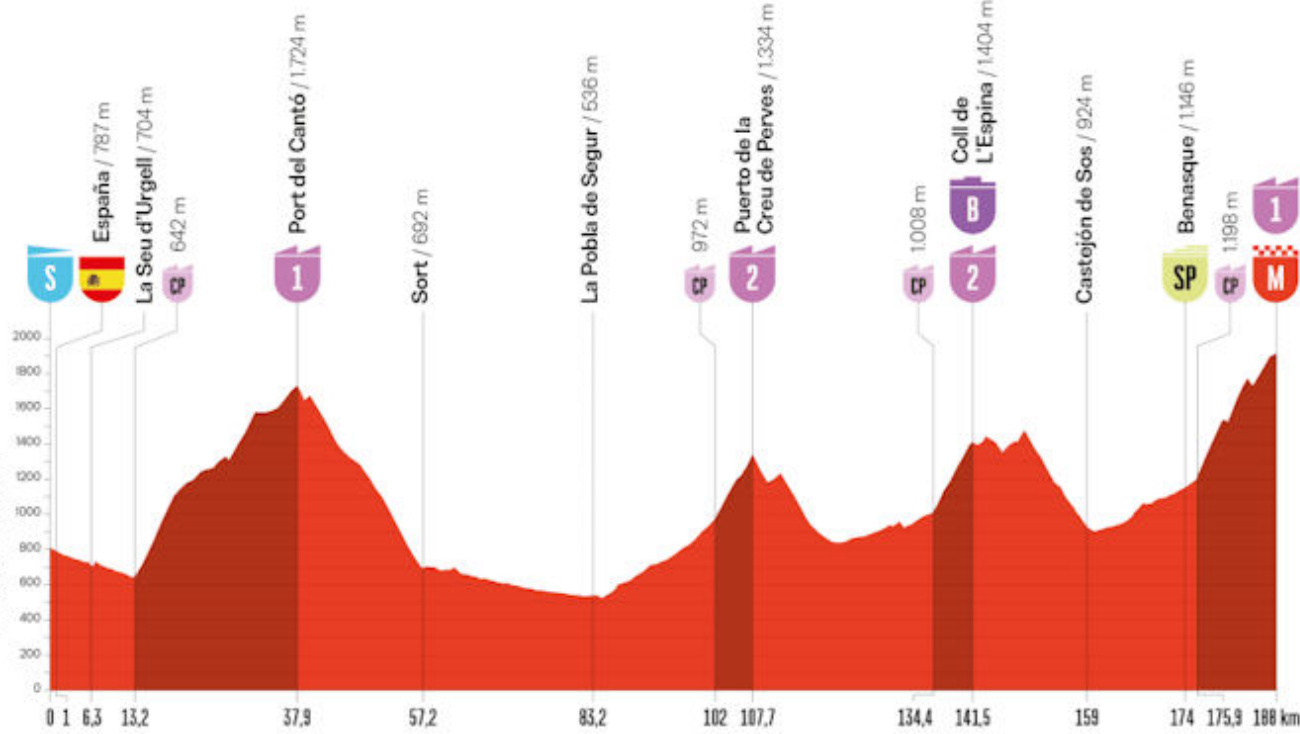 España / 787 m
La Seu d'Urgell / 704 m
642 m
Port del Cantó / 1.724 m
Sort / 692 m
La Pobla de Segur / 536 m
972 m
Puerto de la
Creu de Perves / 1.334 m
1.008 m
Coll de
L'Espina / 1.404 m
Castejón de Sos / 924 m
Benasque / 1.146 m
1.198 m
S
CP
1
CP
2
CP
B
2
SP
CP
1
M
2000
1800
1600
1400
1200
1000
800
600
400
200
0
0 1 6,3 13,2 37,9 57,2 83,2 102 107,7 134,4 141,5 159 174 175,9 188 km